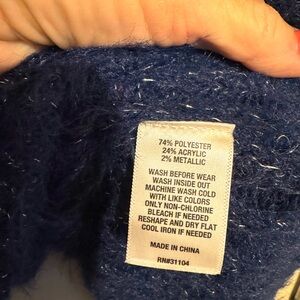 74% POLYESTER
24% ACRYLIC
2% METALLIC
WASH BEFORE WEAR
WASH INSIDE OUT
MACHINE WASH COLD
WITH LIKE COLORS
ONLY NON-CHLORINE
BLEACH IF NEEDED
RESHAPE AND DRY FLAT
COOL IRON IF NEEDED
MADE IN CHINA
RN#31104